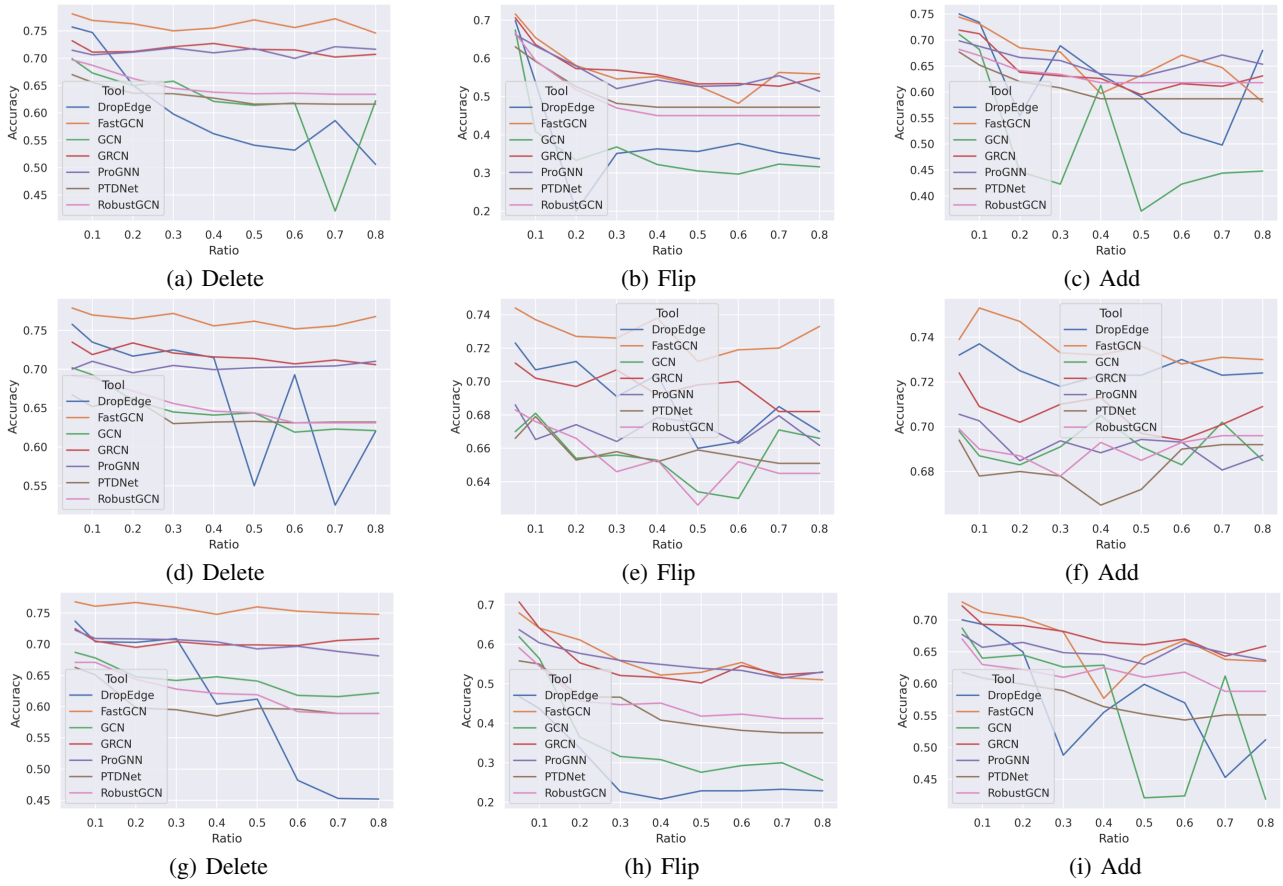 0.75
0.70
0.65
0.60
0.55
0.50
0.45
Accuracy
Tool
DropEdge
FastGCN
GCN
GRCN
ProGNN
PTDNet
RobustGCN
0.1 0.2 0.3 0.4 0.5 0.6 0.7 0.8
Ratio
(a) Delete
0.7
0.6
0.5
0.4
0.3
0.2
Accuracy
Tool
DropEdge
FastGCN
GCN
GRCN
ProGNN
PTDNet
RobustGCN
0.1 0.2 0.3 0.4 0.5 0.6 0.7 0.8
Ratio
(b) Flip
0.75
0.70
0.65
0.60
0.55
0.50
0.45
0.40
Accuracy
Tool
DropEdge
FastGCN
GCN
GRCN
ProGNN
PTDNet
RobustGCN
0.1 0.2 0.3 0.4 0.5 0.6 0.7 0.8
Ratio
(c) Add
0.75
0.70
0.65
0.60
0.55
Accuracy
Tool
DropEdge
FastGCN
GCN
GRCN
ProGNN
PTDNet
RobustGCN
0.1 0.2 0.3 0.4 0.5 0.6 0.7 0.8
Ratio
(d) Delete
0.74
0.72
0.70
0.68
0.66
0.64
Accuracy
Tool
DropEdge
FastGCN
GCN
GRCN
ProGNN
PTDNet
RobustGCN
0.1 0.2 0.3 0.4 0.5 0.6 0.7 0.8
Ratio
(e) Flip
0.74
0.72
0.70
0.68
Accuracy
Tool
DropEdge
FastGCN
GCN
GRCN
ProGNN
PTDNet
RobustGCN
0.1 0.2 0.3 0.4 0.5 0.6 0.7 0.8
Ratio
(f) Add
0.75
0.70
0.65
0.60
0.55
0.50
0.45
Accuracy
Tool
DropEdge
FastGCN
GCN
GRCN
ProGNN
PTDNet
RobustGCN
0.1 0.2 0.3 0.4 0.5 0.6 0.7 0.8
Ratio
(g) Delete
0.7
0.6
0.5
0.4
0.3
0.2
Accuracy
Tool
DropEdge
FastGCN
GCN
GRCN
ProGNN
PTDNet
RobustGCN
0.1 0.2 0.3 0.4 0.5 0.6 0.7 0.8
Ratio
(h) Flip
0.70
0.65
0.60
0.55
0.50
0.45
Accuracy
Tool
DropEdge
FastGCN
GCN
GRCN
ProGNN
PTDNet
RobustGCN
0.1 0.2 0.3 0.4 0.5 0.6 0.7 0.8
Ratio
(i) Add